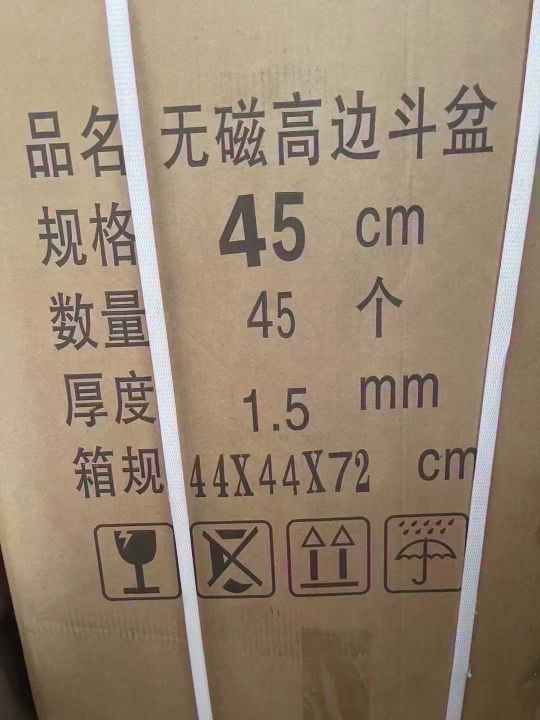 品名 无磁高边斗盆
规格 45 cm
数量 45 个
厚度 1.5 mm
箱规 44X44X72 cm